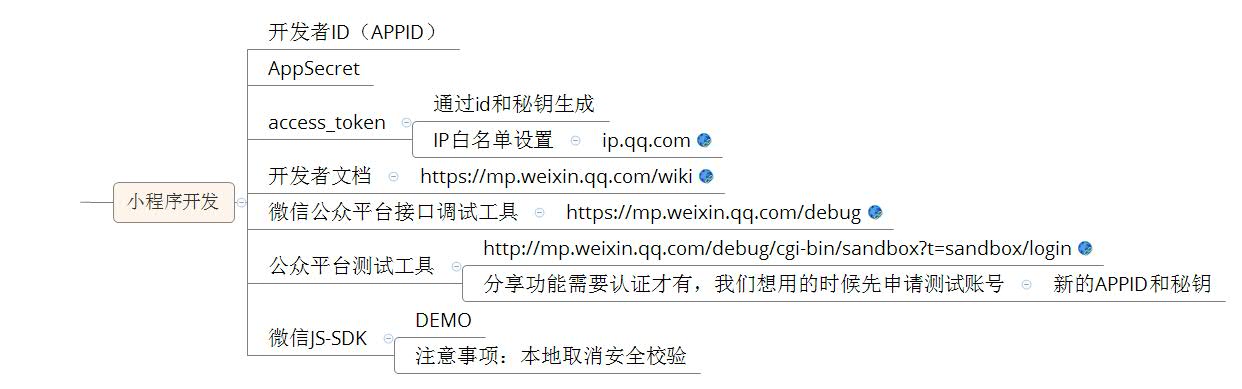 开发者ID（APPID）
AppSecret
access_token
通过id和秘钥生成
IP白名单设置
ip.qq.com
开发者文档
https://mp.weixin.qq.com/wiki
小程序开发
微信公众平台接口调试工具
https://mp.weixin.qq.com/debug
公众平台测试工具
http://mp.weixin.qq.com/debug/cgi-bin/sandbox?t=sandbox/login
分享功能需要认证才有，我们想用的时候先申请测试账号
新的APPID和秘钥
微信JS-SDK
DEMO
注意事项：本地取消安全校验